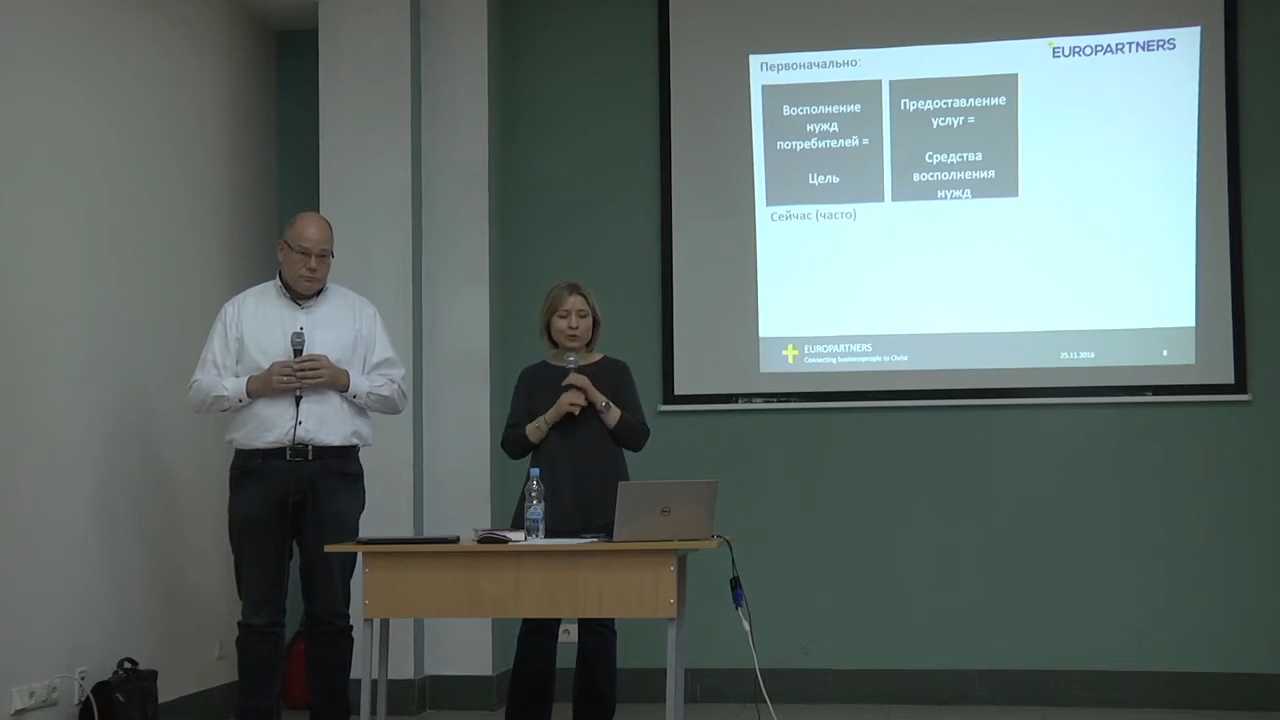 EUROPARTNERS
Первоначально:
Восполнение
нужд
потребителей =
Цель
Предоставление
услуг =
Средства
восполнения
нужд
Сейчас (часто)
EUROPARTNERS
Connecting businesspeople to Christ
25.11.2016
8
DELL